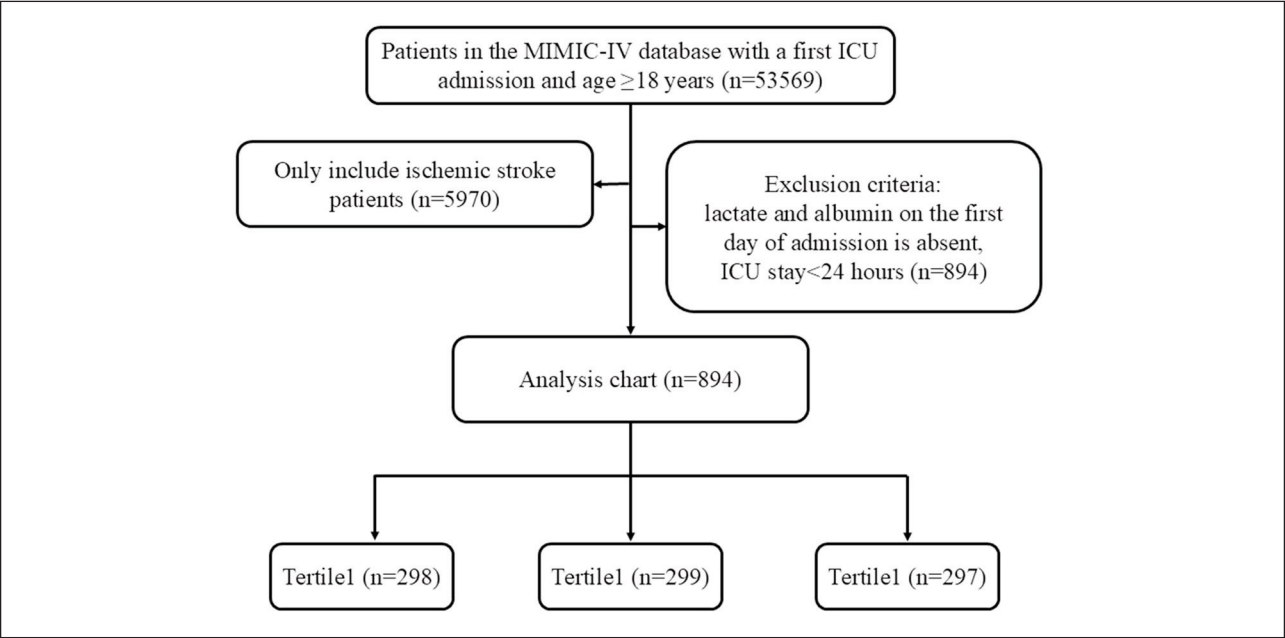 Patients in the MIMIC-IV database with a first ICU
admission and age ≥18 years (n=53569)
Only include ischemic stroke
patients (n=5970)
Exclusion criteria:
lactate and albumin on the first
day of admission is absent,
ICU stay<24 hours (n=894)
Analysis chart (n=894)
Tertile1 (n=298)
Tertile1 (n=299)
Tertile1 (n=297)